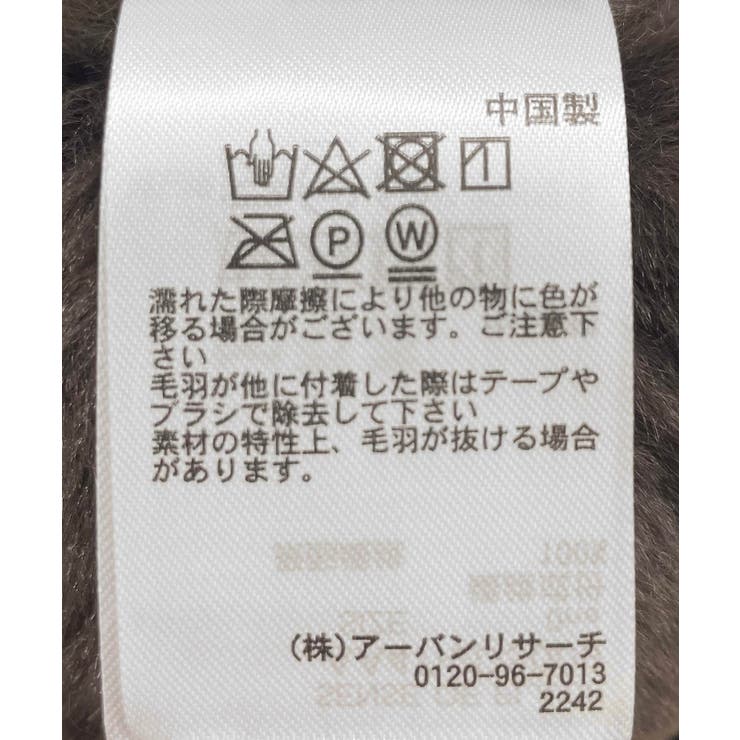 中国製
P
W
濡れた際摩擦により他の物に色が
移る場合がございます。ご注意下
さい
毛羽が他に付着した際はテープや
ブラシで除去して下さい
素材の特性上、毛羽が抜ける場合
があります。
100%
SIZE
(株)アーバンリサーチ
0120-96-7013
2242